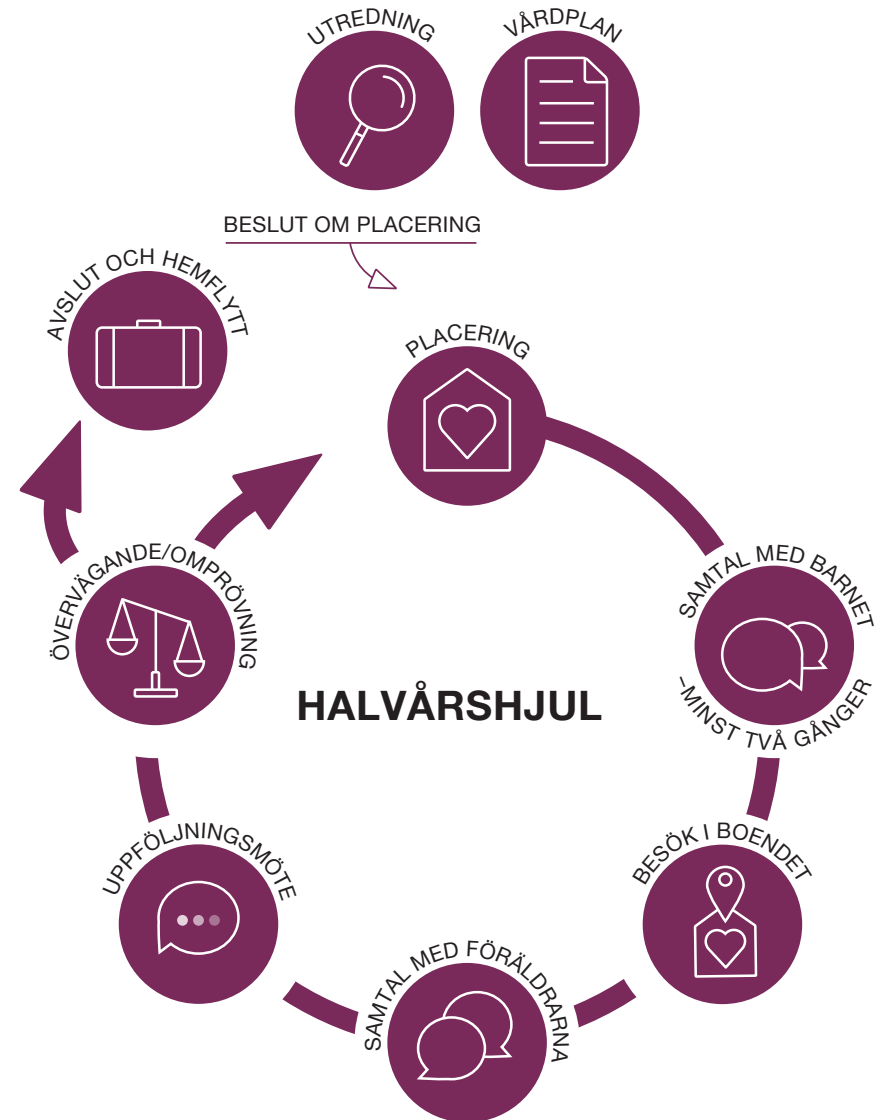 UTREDNING
VÅRDPLAN
BESLUT OM PLACERING
AVSLUT OCH HEMFLYTT
PLACERING
SAMTAL MED BARNET
–MINST TVÅ GÅNGER
BESÖK I BOENDET
SAMTAL MED FÖRÄLDRARNA
UPPFÖLJNINGSMÖTE
ÖVERVÄGANDE/OMPRÖVNING
HALVÅRSHJUL